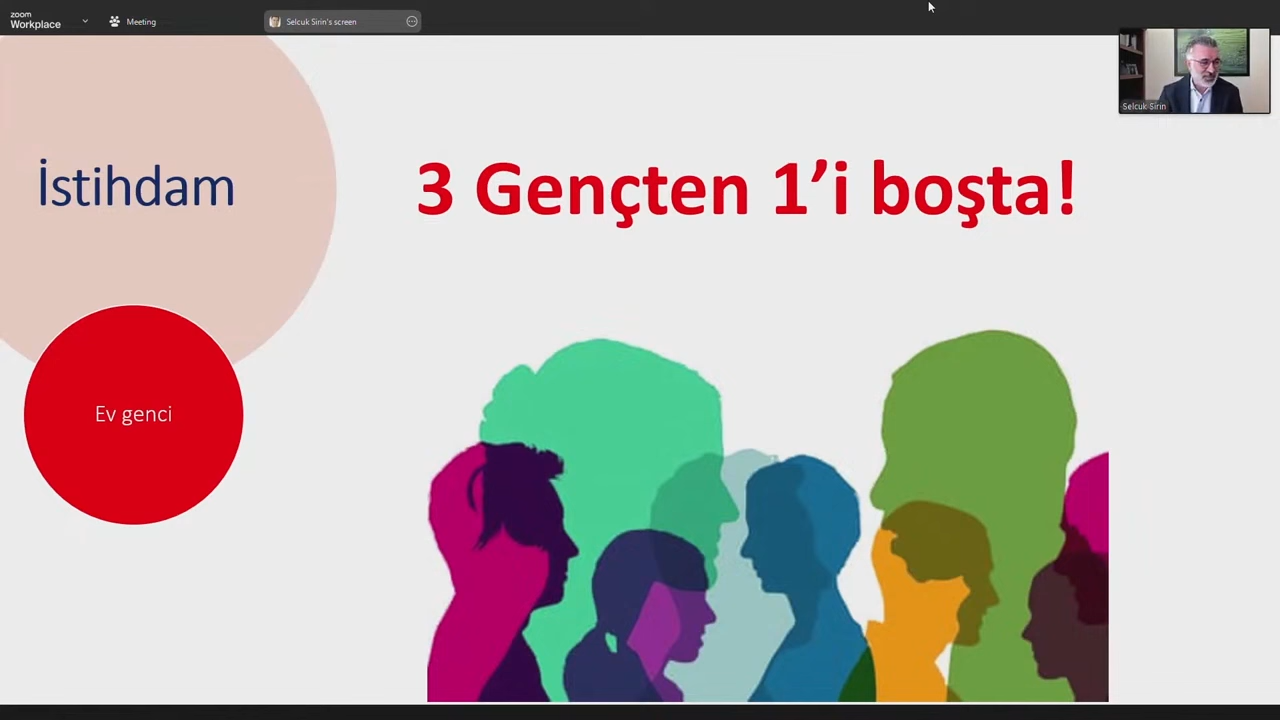 zoom
Workplace
Meeting
Selcuk Sirin's screen
Selcuk Sirin
İstihdam
3 Gençten 1’i boşta!
Ev genci